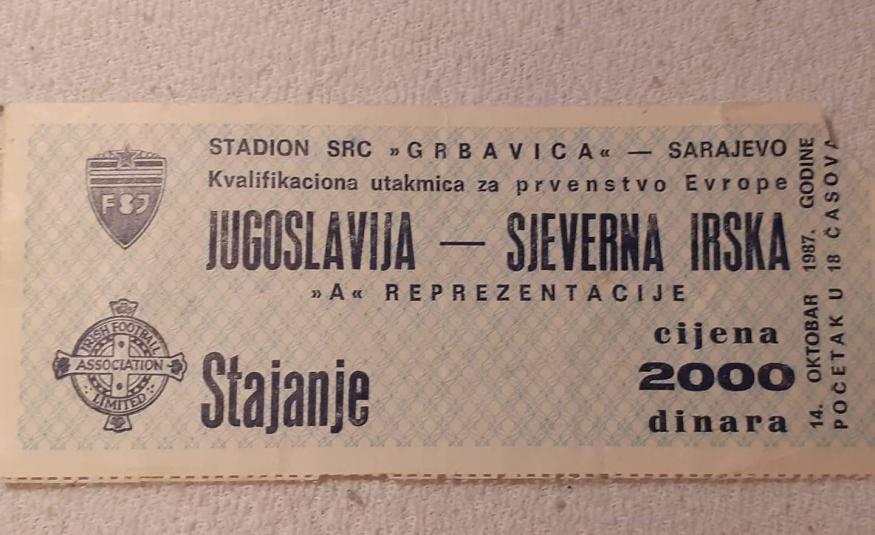 STADION SRC »GRBAVICA« — SARAJEVO
Kvalifikaciona utakmica za prvenstvo Evrope
JUGOSLAVIJA — SJEVERNA IRSKA
»A« REPREZENTACIJE
Stajanje
cijena
2000
dinara
14. OKTOBAR 1987. GODINE
POČETAK U 18 ČASOVA
FSJ
IRISH FOOTBALL
ASSOCIATION
LIMITED